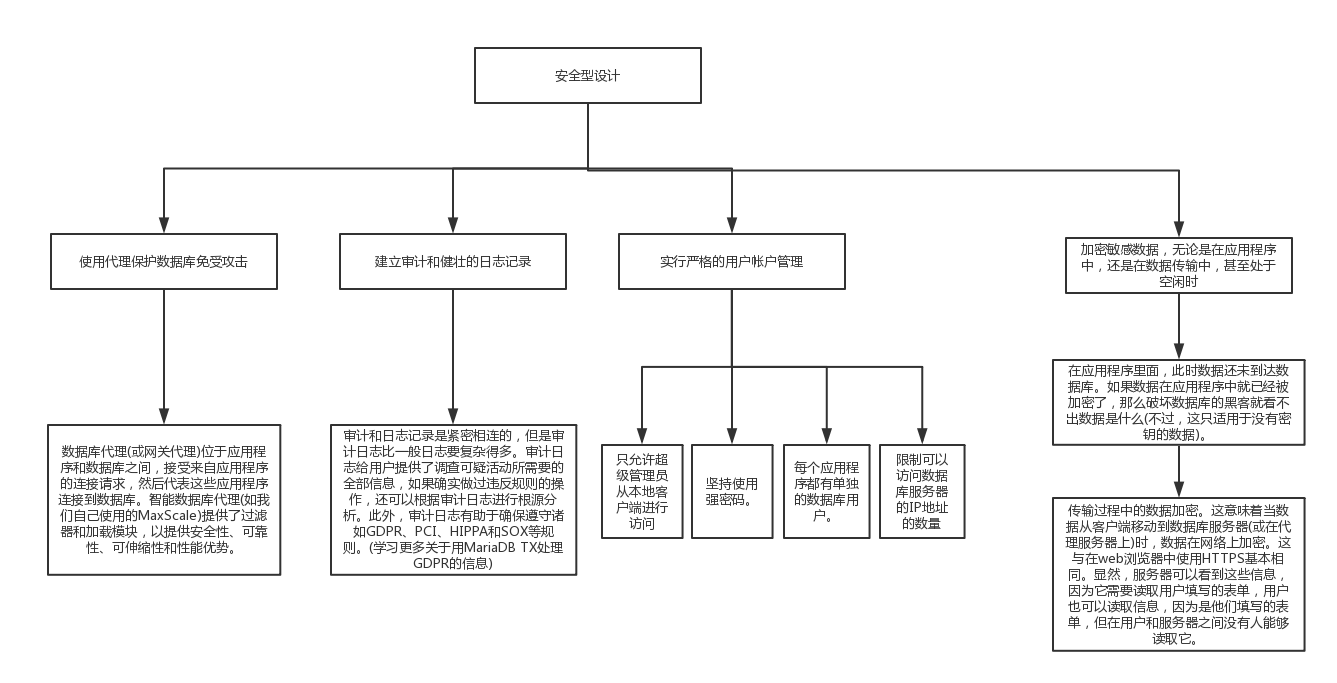 安全型设计
使用代理保护数据库免受攻击
建立审计和健壮的日志记录
实行严格的用户帐户管理
加密敏感数据，无论是在应用程序
中，还是在数据传输中，甚至处于
空闲时
数据库代理(或网关代理)位于应用程
序和数据库之间，接受来自应用程序
的连接请求，然后代表这些应用程序
连接到数据库。智能数据库代理(如我
们自己使用的MaxScale)提供了过滤
器和加载模块，以提供安全性、可靠
性、可伸缩性和性能优势。
审计和日志记录是紧密相连的，但是审
计日志比一般日志要复杂得多。审计日
志给用户提供了调查可疑活动所需要的
全部信息，如果确实做过违反规则的操
作，还可以根据审计日志进行根源分
析。此外，审计日志有助于确保遵守诸
如GDPR、PCI、HIPPA和SOX等规
则。(学习更多关于用MariaDB TX处理
GDPR的信息)
只允许超
级管理员
从本地客
户端进行
访问
坚持使用
强密码。
每个应用程
序都有单独
的数据库用
户。
限制可以
访问数据
库服务器
的IP地址
的数量
在应用程序里面，此时数据还未到达数
据库。如果数据在应用程序中就已经被
加密了，那么破坏数据库的黑客就看不
出数据是什么(不过，这只适用于没有密
钥的数据)。
传输过程中的数据加密。这意味着当数
据从客户端移动到数据库服务器(或在代
理服务器上)时，数据在网络上加密。这
与在web浏览器中使用HTTPS基本相
同。显然，服务器可以看到这些信息，
因为它需要读取用户填写的表单，用户
也可以读取信息，因为是他们填写的表
单，但在用户和服务器之间没有人能够
读取它。